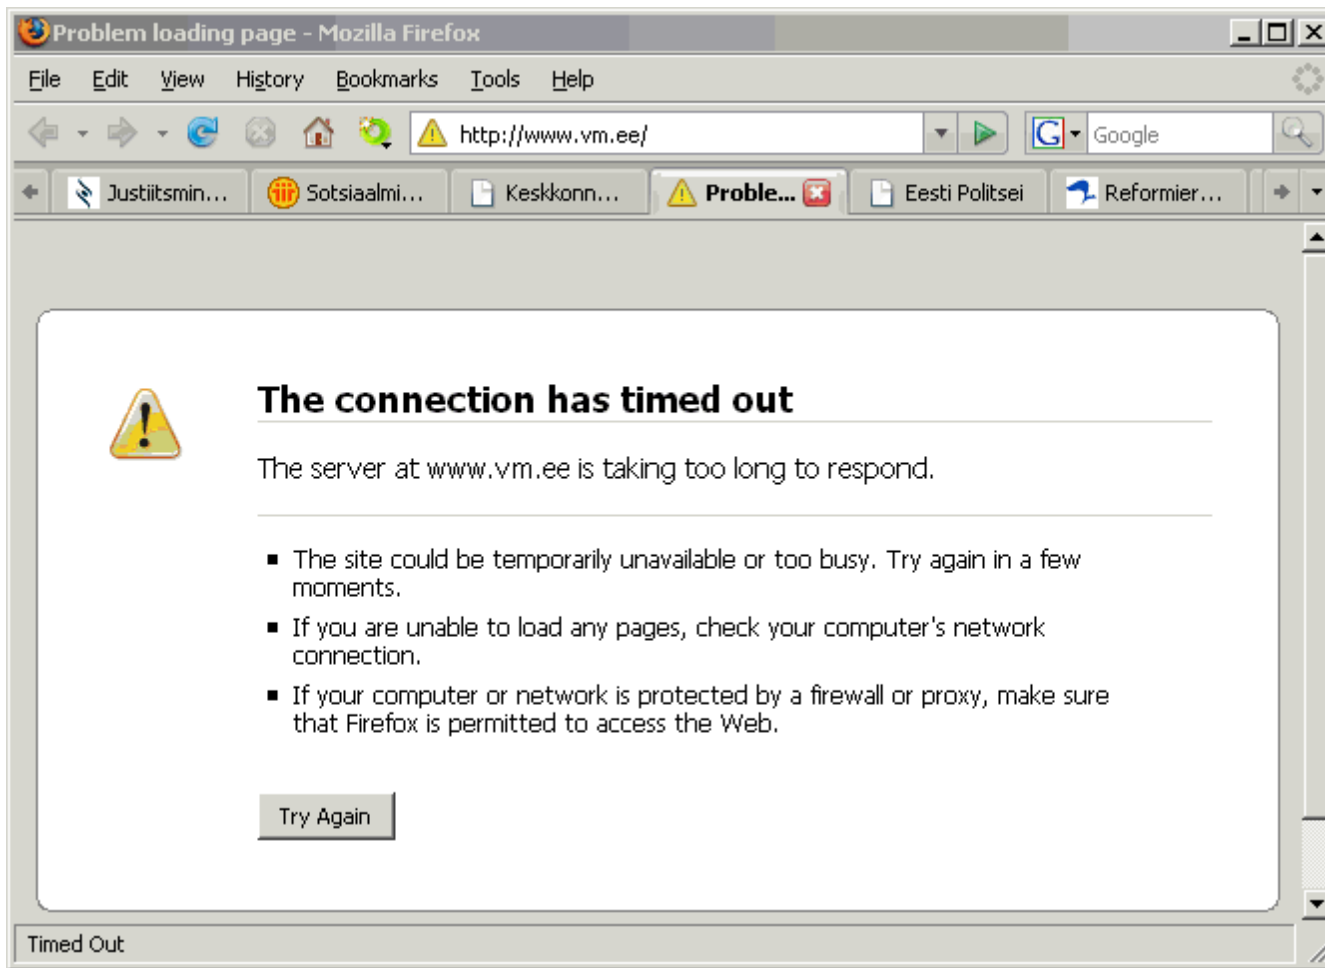 Problem loading page - Mozilla Firefox
File Edit View History Bookmarks Tools Help
http://www.vm.ee/ G Google
Justiitsmin... Sotsiaalmi... Keskkonn... Proble... Eesti Politsei Reformier...
The connection has timed out
The server at www.vm.ee is taking too long to respond.
The site could be temporarily unavailable or too busy. Try again in a few
moments.
If you are unable to load any pages, check your computer's network
connection.
If your computer or network is protected by a firewall or proxy, make sure
that Firefox is permitted to access the Web.
Try Again
Timed Out